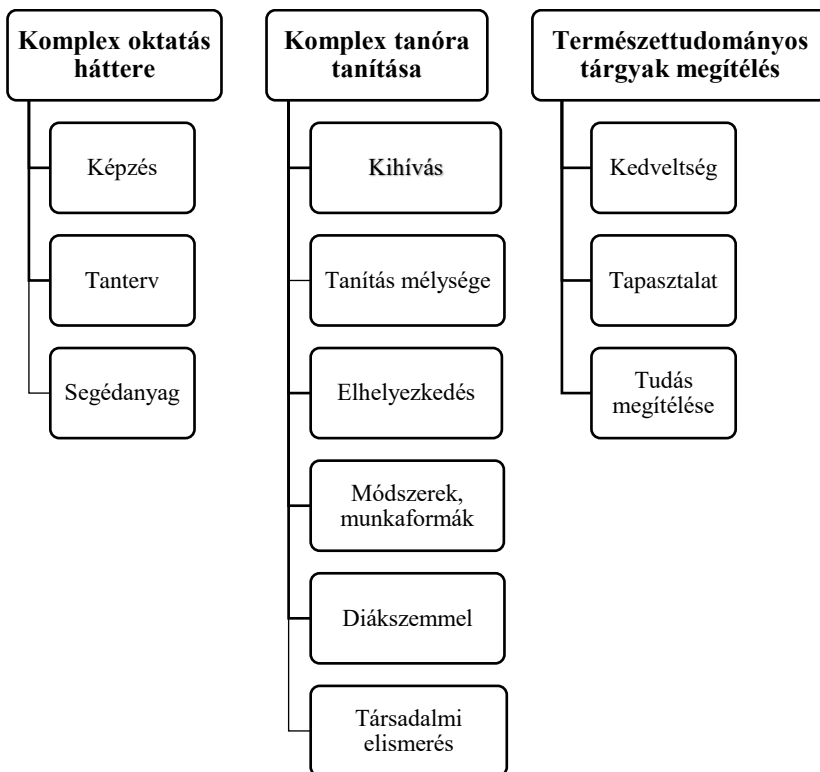 Komplex oktatás
háttere
Képzés
Tanterv
Segédanyag
Komplex tanóra
tanítása
Kihívás
Tanítás mélysége
Elhelyezkedés
Módszerek,
munkaformák
Diákszemmel
Társadalmi
elismerés
Természettudományos
tárgyak megítélés
Kedveltség
Tapasztalat
Tudás
megítélése